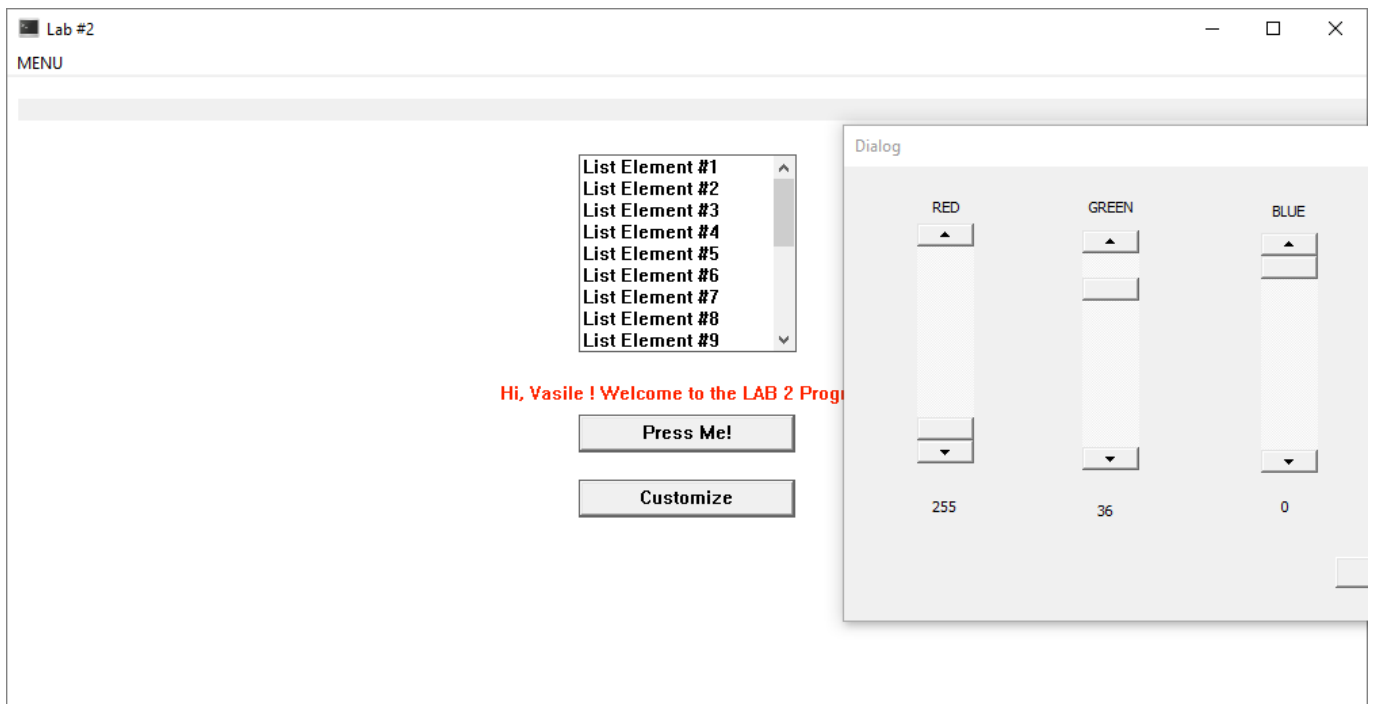 Lab #2
MENU
List Element #1
List Element #2
List Element #3
List Element #4
List Element #5
List Element #6
List Element #7
List Element #8
List Element #9
Hi, Vasile ! Welcome to the LAB 2
Press Me!
Customize
Dialog
RED
GREEN
BLUE
255
36
0